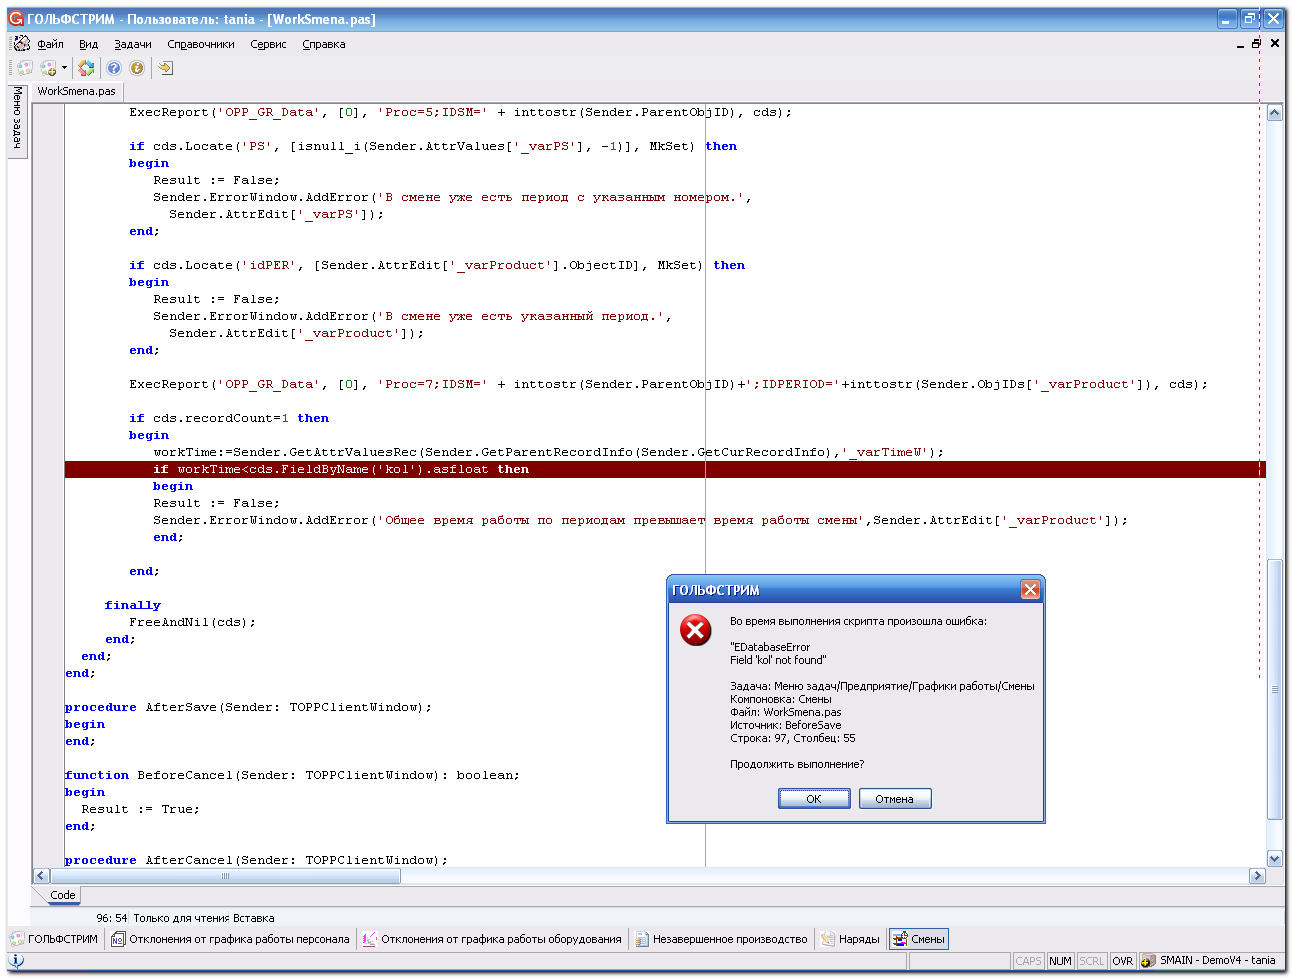 ГОЛЬФСТРИМ - Пользователь: tania - [WorkSmena.pas]
Файл Вид Задачи Справочники Сервис Справка
Меню задач
WorkSmena.pas
ExecReport('OPP_GR_Data', [0], 'Proc=5;IDSM=' + inttostr(Sender.ParentObjID), cds);
if cds.Locate('PS', [isnull_i(Sender.AttrValues['_varPS'], -1)], MkSet) then
begin
Result := False;
Sender.ErrorWindow.AddError('В смене уже есть период с указанным номером.',
Sender.AttrEdit['_varPS']);
end;
if cds.Locate('idPER', [Sender.AttrEdit['_varProduct'].ObjectID], MkSet) then
begin
Result := False;
Sender.ErrorWindow.AddError('В смене уже есть указанный период.',
Sender.AttrEdit['_varProduct']);
end;
ExecReport('OPP_GR_Data', [0], 'Proc=7;IDSM=' + inttostr(Sender.ParentObjID)+';IDPERIOD='+inttostr(Sender.ObjIDs['_varProduct']), cds);
if cds.recordCount=1 then
begin
workTime:=Sender.GetAttrValuesRec(Sender.GetParentRecordInfo(Sender.GetCurRecordInfo),'_varTimeW');
if workTime<cds.FieldByName('kol').asfloat then
begin
Result := False;
Sender.ErrorWindow.AddError('Общее время работы по периодам превышает время работы смены',Sender.AttrEdit['_varProduct']);
end;
end;
finally
FreeAndNil(cds);
end;
end;
end;
procedure AfterSave(Sender: TOPPClientWindow);
begin
end;
function BeforeCancel(Sender: TOPPClientWindow): boolean;
begin
Result := True;
end;
procedure AfterCancel(Sender: TOPPClientWindow);
ГОЛЬФСТРИМ
Во время выполнения скрипта произошла ошибка:
"EDatabaseError
Field 'kol' not found"
Задача: Меню задач/Предприятие/Графики работы/Смены
Компоновка: Смены
Файл: WorkSmena.pas
Источник: BeforeSave
Строка: 97, Столбец: 55
Продолжить выполнение?
ОК Отмена
Code
96: 54 Только для чтения Вставка
ГОЛЬФСТРИМ Отклонения от графика работы персонала Отклонения от графика работы оборудования Незавершенное производство Наряды Смены
CAPS NUM SCRL OVR SMAIN - DemoV4 - tania